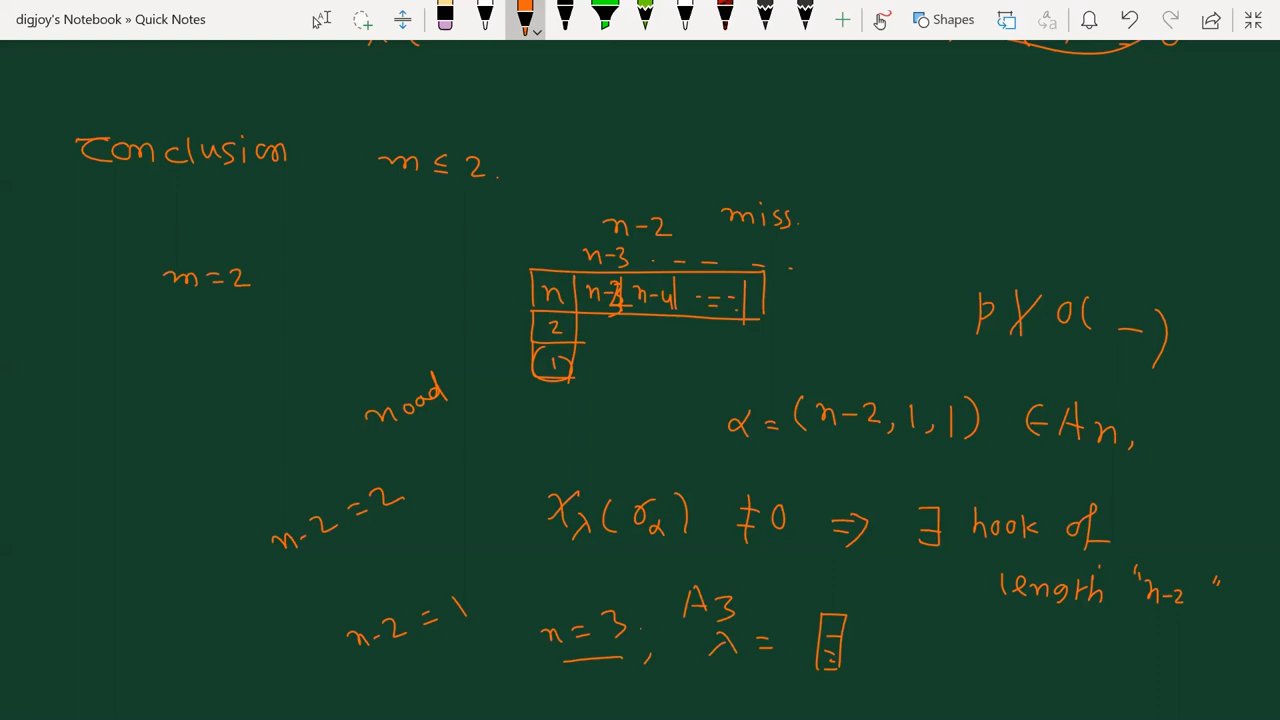 digjoy's Notebook » Quick Notes
Shapes
Conclusion m ≤ 2.
n-2 miss.
n-3 . - - - .
m = 2
n n-3 n-4 ---
2
1
p ∤ o( _ )
n odd
α = (n-2, 1, 1) ∈ An,
n-2 = 2
χλ(σα) ≠ 0 ⇒ ∃ hook of
length "n-2"
n-2 = 1 n = 3, A3
λ =